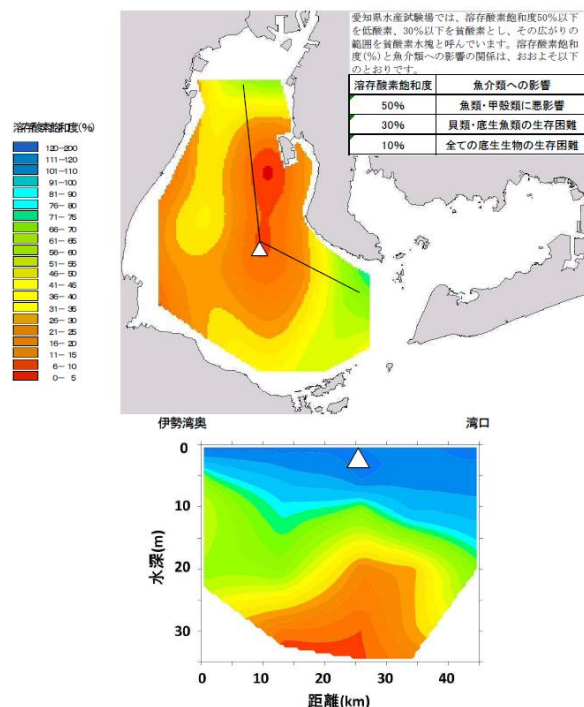 愛知県水産試験場では、溶存酸素飽和度50%以下
を低酸素、30%以下を貧酸素とし、その広がりの
範囲を貧酸素水塊と呼んでいます。溶存酸素飽和
度(%)と魚介類への影響の関係は、おおよそ以下
のとおりです。
溶存酸素飽和度 魚介類への影響
50% 魚類・甲殻類に悪影響
30% 貝類・底生魚類の生存困難
10% 全ての底生生物の生存困難
溶存酸素飽和度(%)
120-200
111-120
101-110
91-100
81-90
76-80
71-75
66-70
61-65
56-60
51-55
46-50
41-45
36-40
31-35
26-30
21-25
16-20
11-15
6-10
0-5
伊勢湾奥 湾口
0
10
20
30
水深(m)
0 10 20 30 40
距離(km)